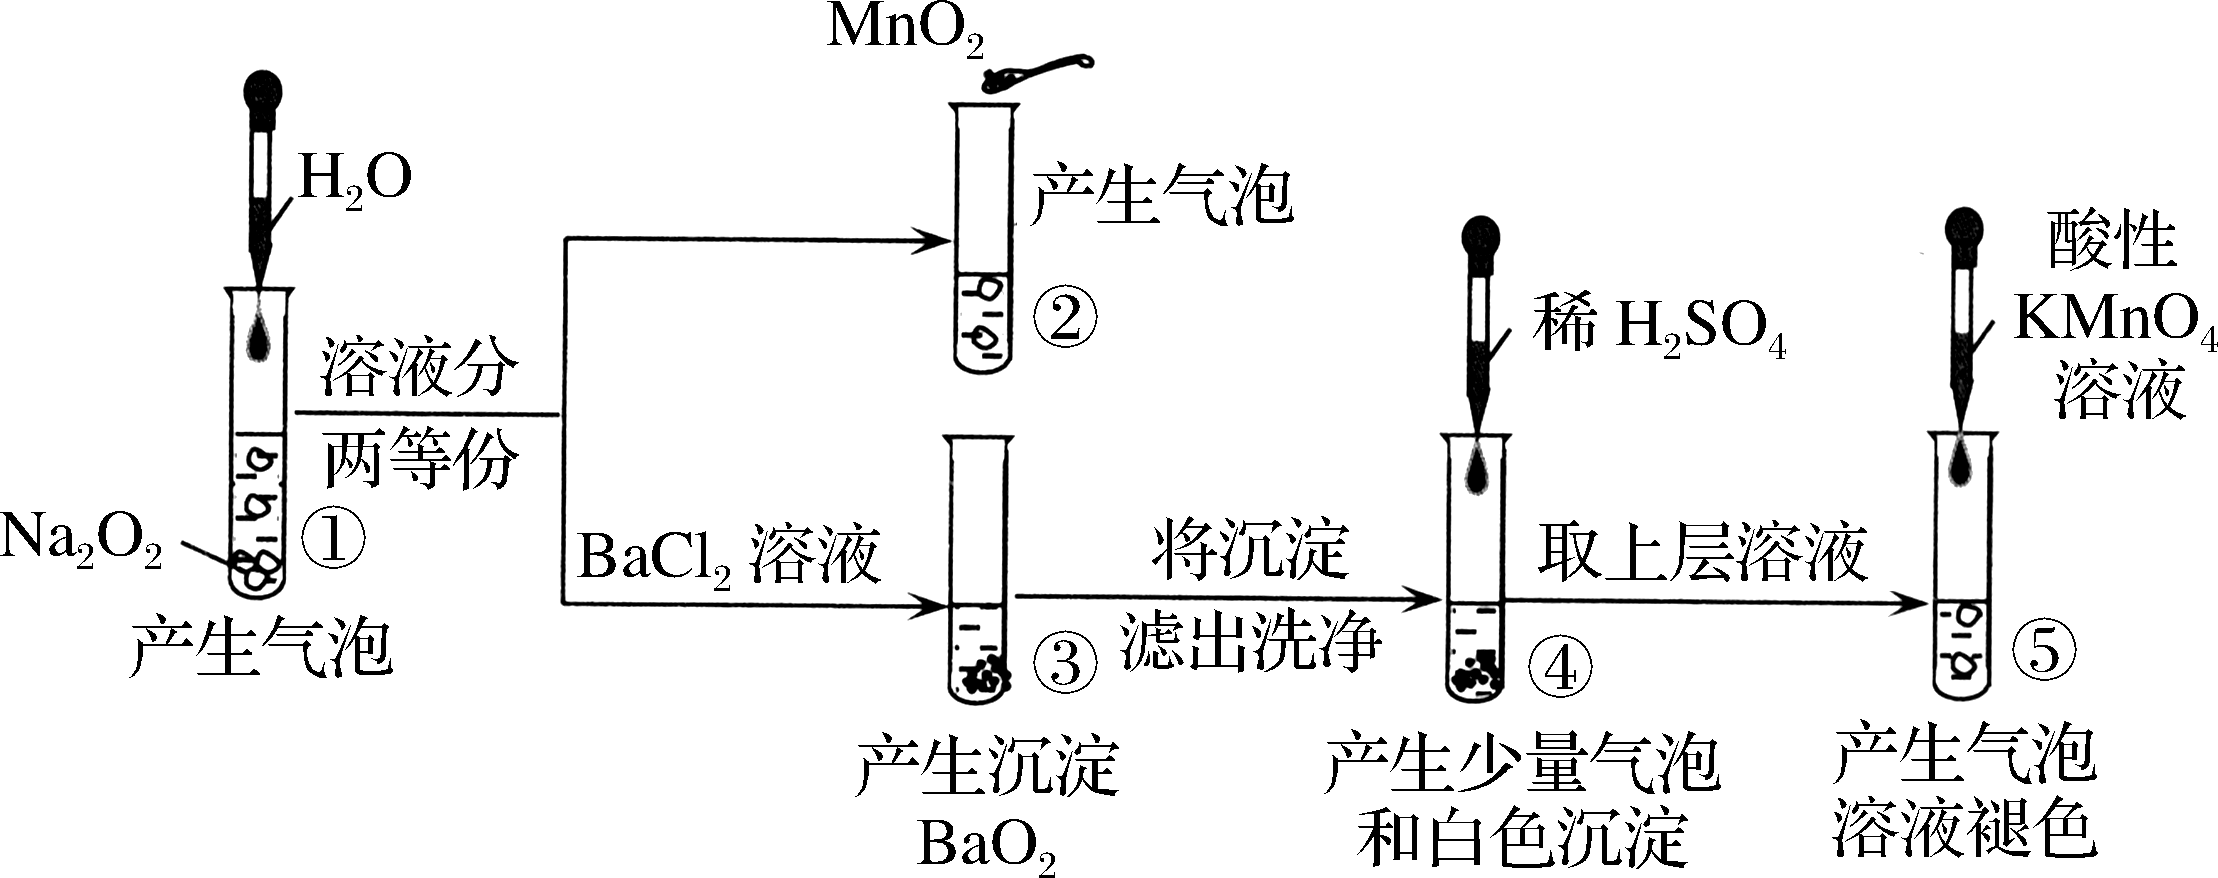 MnO₂
H₂O
产生气泡
②
溶液分
两等份
Na₂O₂
①
产生气泡
BaCl₂ 溶液
③
产生沉淀
BaO₂
将沉淀
滤出洗净
稀 H₂SO₄
④
产生少量气泡
和白色沉淀
取上层溶液
酸性
KMnO₄
溶液
⑤
产生气泡
溶液褪色